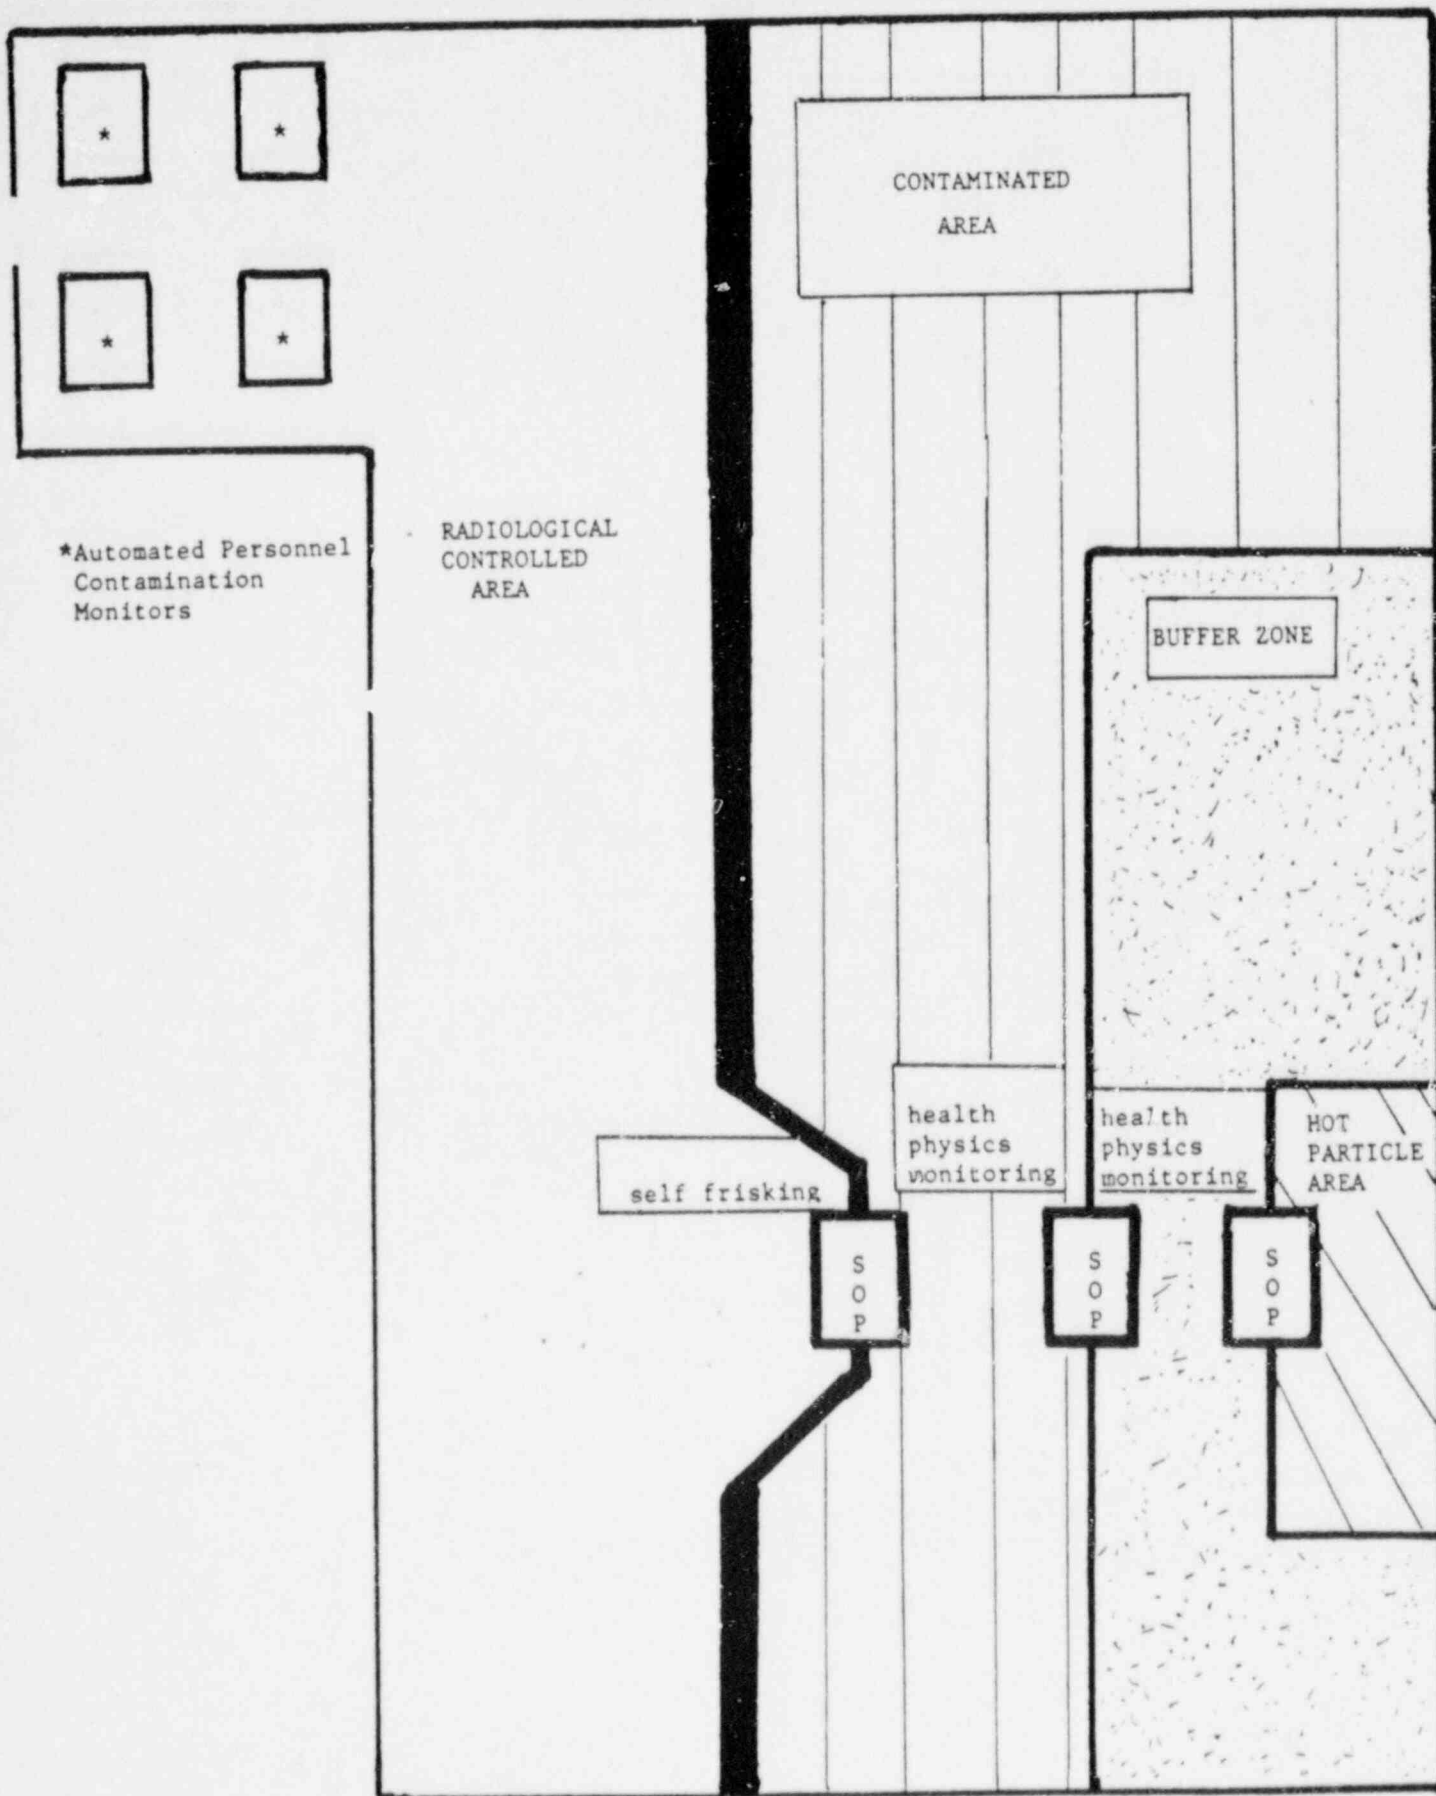 *
*
CONTAMINATED
AREA
*
*
*Automated Personnel
Contamination
Monitors
RADIOLOGICAL
CONTROLLED
AREA
BUFFER ZONE
self frisking
health
physics
monitoring
health
physics
monitoring
HOT
PARTICLE
AREA
S
O
P
S
O
P
S
O
P